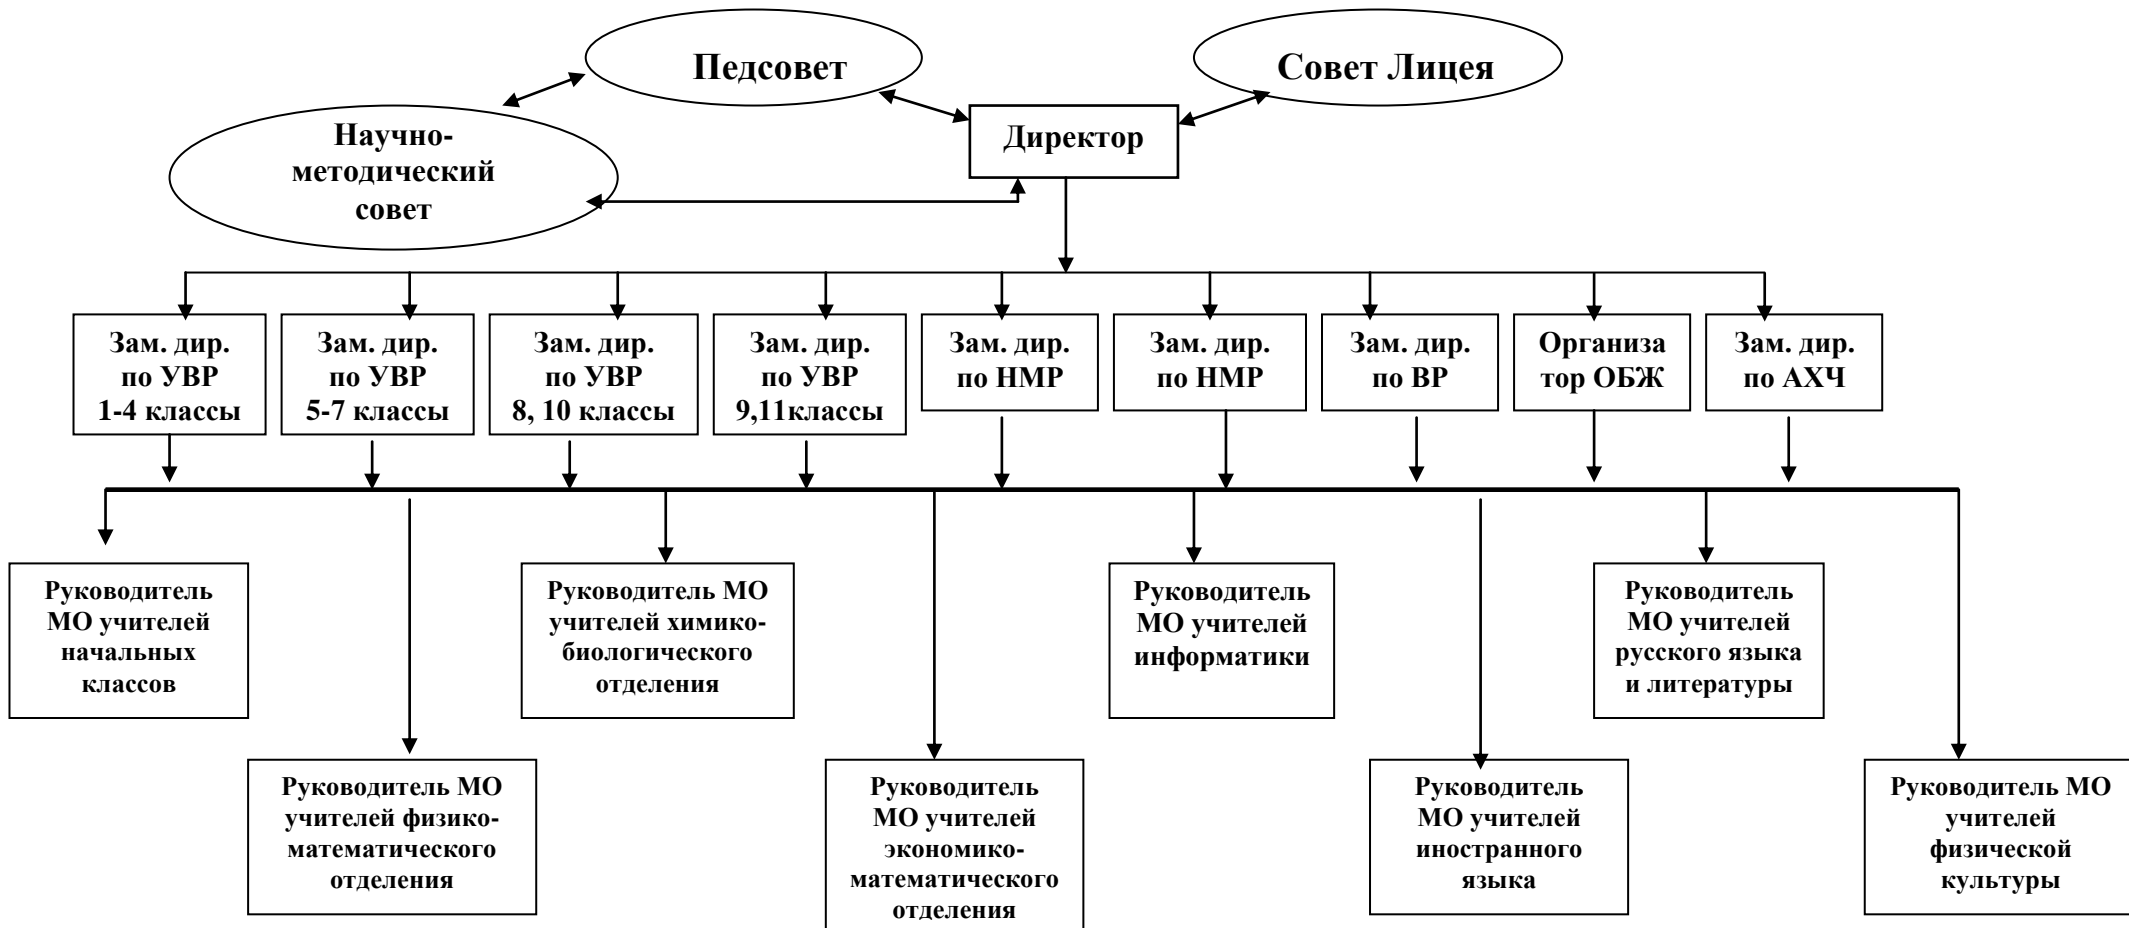 Педсовет
Совет Лицея
Научно-
методический
совет
Директор
Зам. дир.
по УВР
1-4 классы
Зам. дир.
по УВР
5-7 классы
Зам. дир.
по УВР
8, 10 классы
Зам. дир.
по УВР
9,11классы
Зам. дир.
по НМР
Зам. дир.
по НМР
Зам. дир.
по ВР
Организа
тор ОБЖ
Зам. дир.
по АХЧ
Руководитель
МО учителей
начальных
классов
Руководитель МО
учителей химико-
биологического
отделения
Руководитель
МО учителей
информатики
Руководитель
МО учителей
русского языка
и литературы
Руководитель МО
учителей физико-
математического
отделения
Руководитель
МО учителей
экономико-
математического
отделения
Руководитель
МО учителей
иностранного
языка
Руководитель МО
учителей
физической
культуры